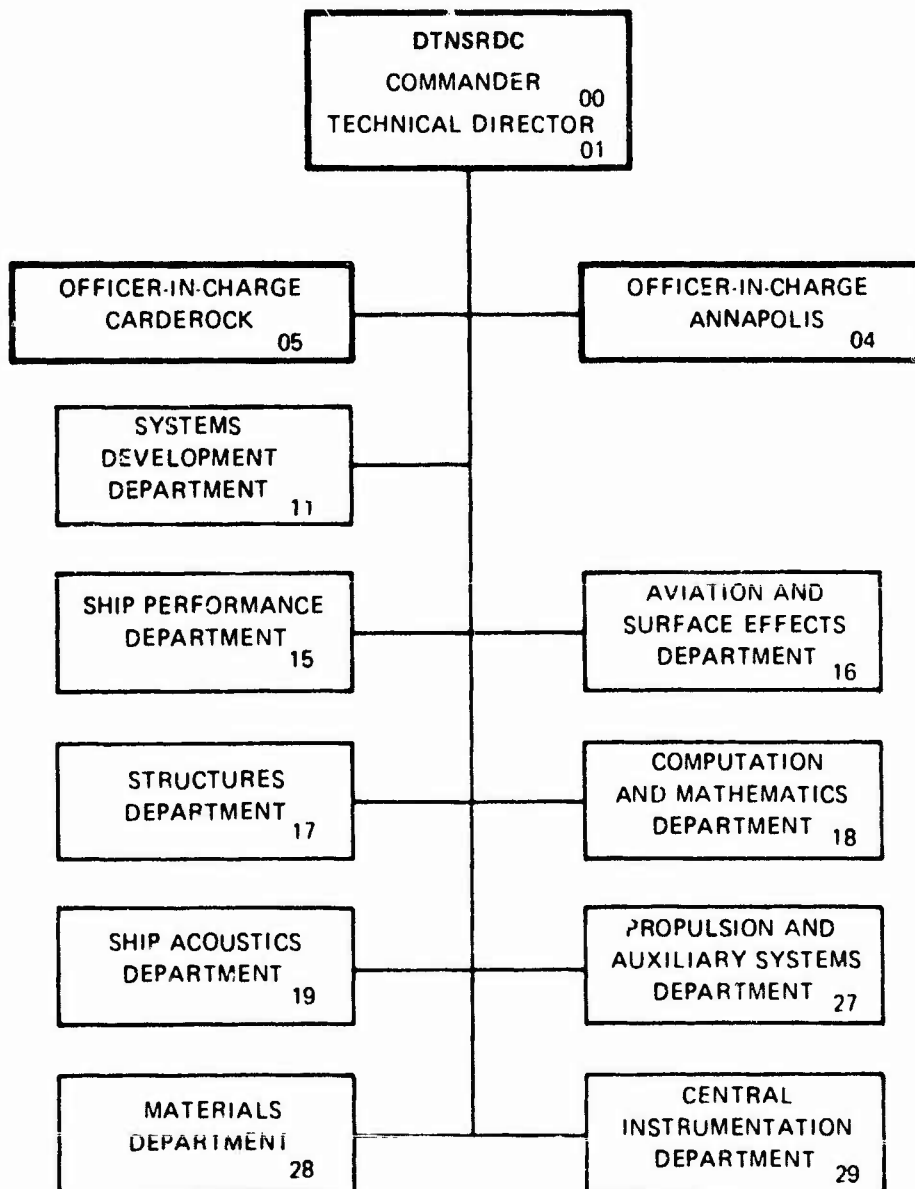 DTNSRDC
COMMANDER
00
TECHNICAL DIRECTOR
01
OFFICER-IN-CHARGE
CARDEROCK
05
OFFICER-IN-CHARGE
ANNAPOLIS
04
SYSTEMS
DEVELOPMENT
DEPARTMENT
11
SHIP PERFORMANCE
DEPARTMENT
15
AVIATION AND
SURFACE EFFECTS
DEPARTMENT
16
STRUCTURES
DEPARTMENT
17
COMPUTATION
AND MATHEMATICS
DEPARTMENT
18
SHIP ACOUSTICS
DEPARTMENT
19
PROPULSION AND
AUXILIARY SYSTEMS
DEPARTMENT
27
MATERIALS
DEPARTMENT
28
CENTRAL
INSTRUMENTATION
DEPARTMENT
29